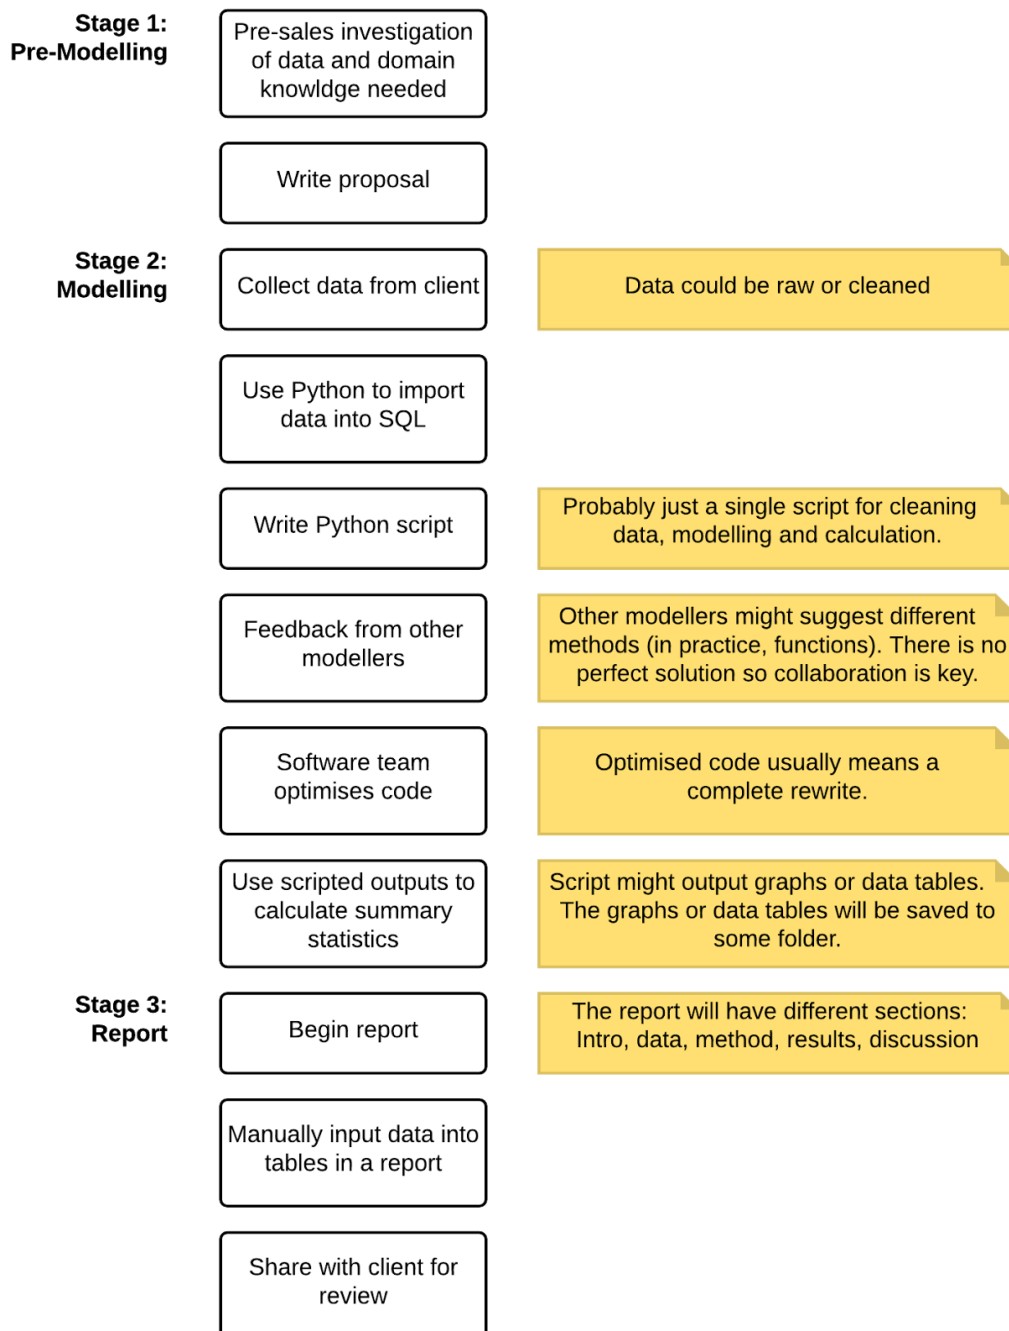 Stage 1:
Pre-Modelling
Pre-sales investigation
of data and domain
knowldge needed
Write proposal
Stage 2:
Modelling
Collect data from client
Data could be raw or cleaned
Use Python to import
data into SQL
Write Python script
Probably just a single script for cleaning
data, modelling and calculation.
Feedback from other
modellers
Other modellers might suggest different
methods (in practice, functions). There is no
perfect solution so collaboration is key.
Software team
optimises code
Optimised code usually means a
complete rewrite.
Use scripted outputs to
calculate summary
statistics
Script might output graphs or data tables.
The graphs or data tables will be saved to
some folder.
Stage 3:
Report
Begin report
The report will have different sections:
Intro, data, method, results, discussion
Manually input data into
tables in a report
Share with client for
review